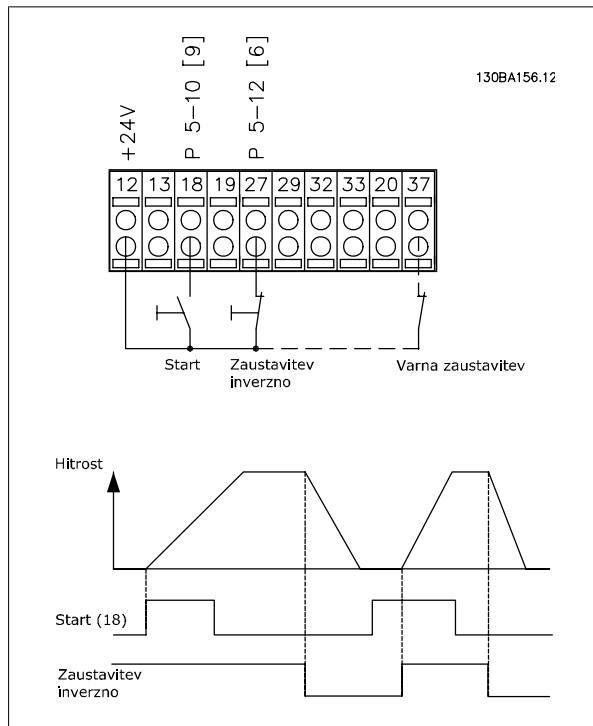 130BA156.12
+24V
P 5-10 [9]
P 5-12 [6]
12 13 18 19 27 29 32 33 20 37
Start
Zaustavitev
inverzno
Varna zaustavitev
Hitrost
Start (18)
Zaustavitev
inverzno